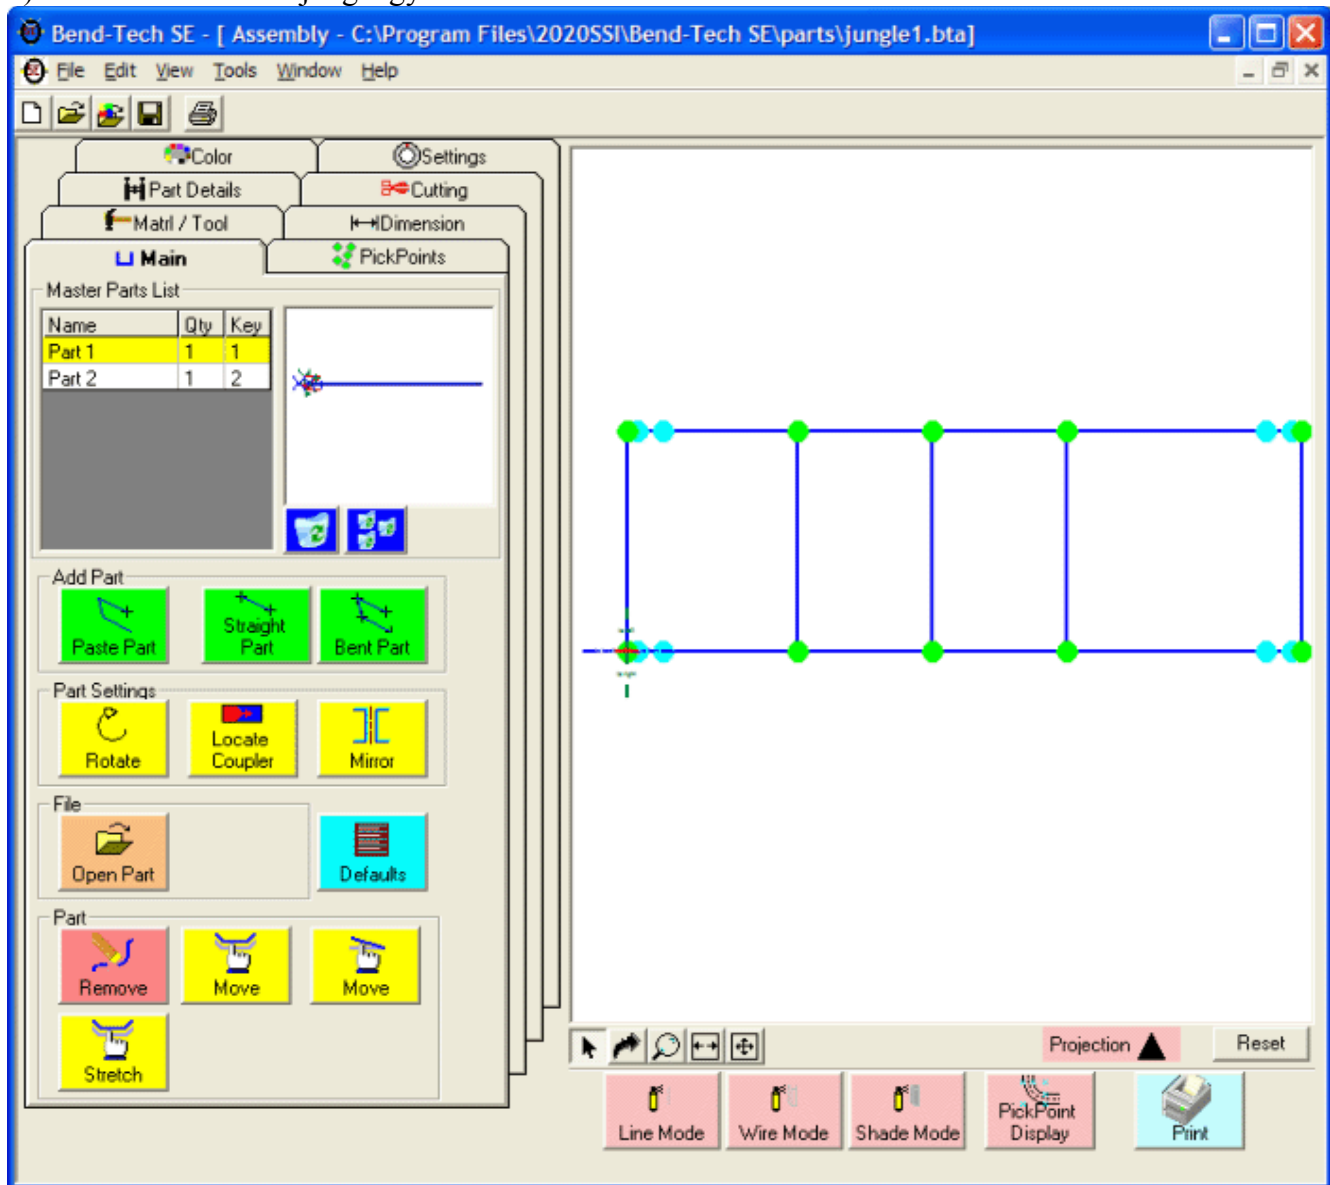 Bend-Tech SE - [ Assembly - C:\Program Files\2020SSI\Bend-Tech SE\parts\jungle1.bta]
File Edit View Tools Window Help
Color Settings
Part Details Cutting
Matrl / Tool Dimension
Main PickPoints
Master Parts List
Name Qty Key
Part 1 1 1
Part 2 1 2
Add Part
Paste Part Straight Part Bent Part
Part Settings
Rotate Locate Coupler Mirror
File
Open Part Defaults
Part
Remove Move Move
Stretch
Projection Reset
Line Mode Wire Mode Shade Mode PickPoint Display Print